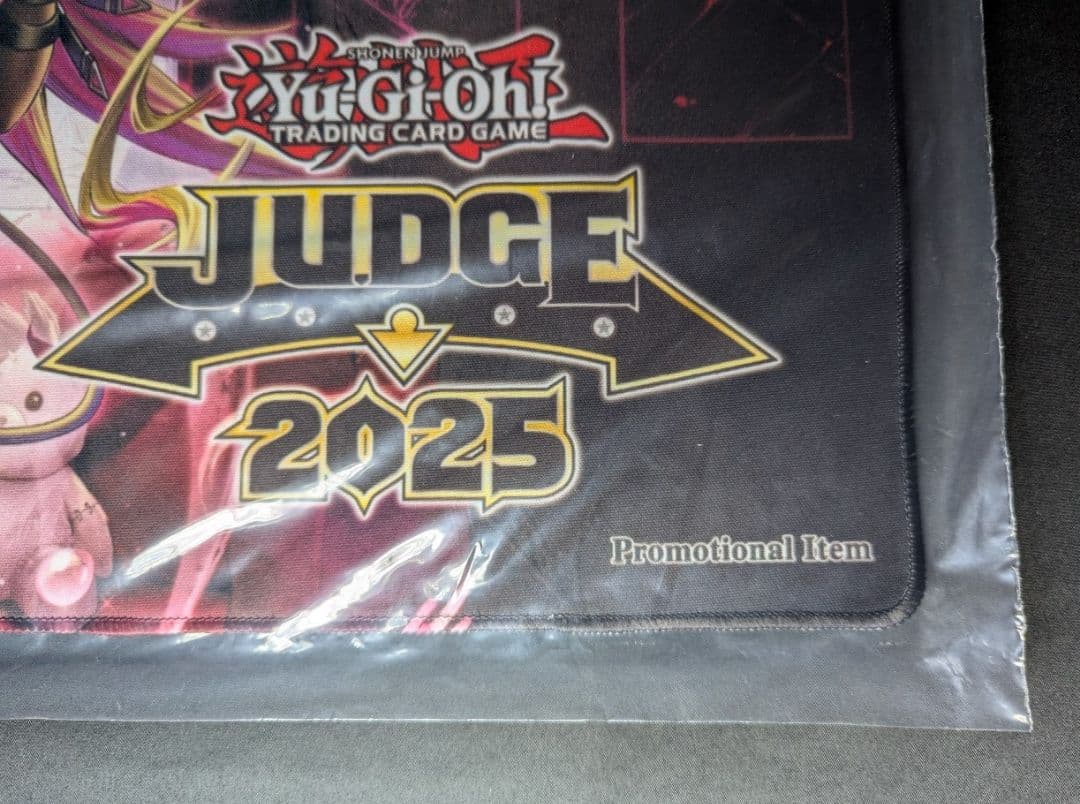 SHONEN JUMP
Yu-Gi-Oh!
TRADING CARD GAME
JUDGE
2025
Promotional Item